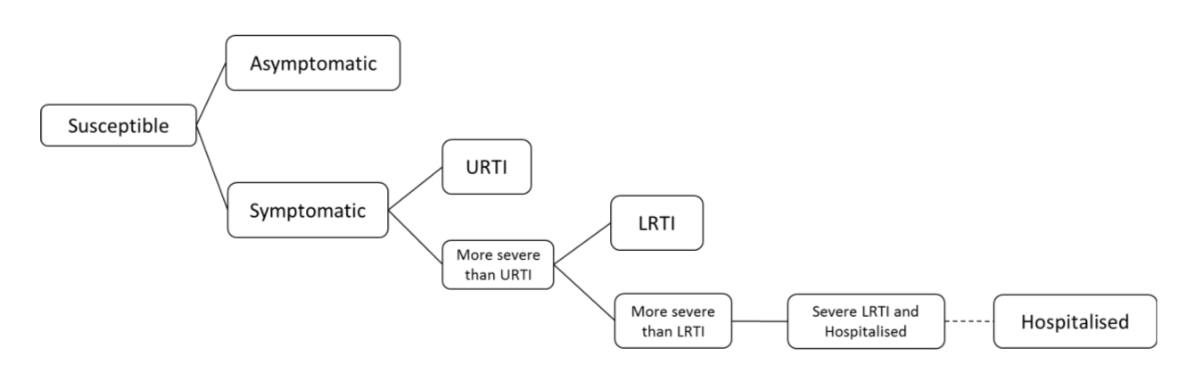 Asymptomatic
Susceptible
URTI
Symptomatic
LRTI
More severe
than URTI
More severe
than LRTI
Severe LRTI and
Hospitalised
Hospitalised